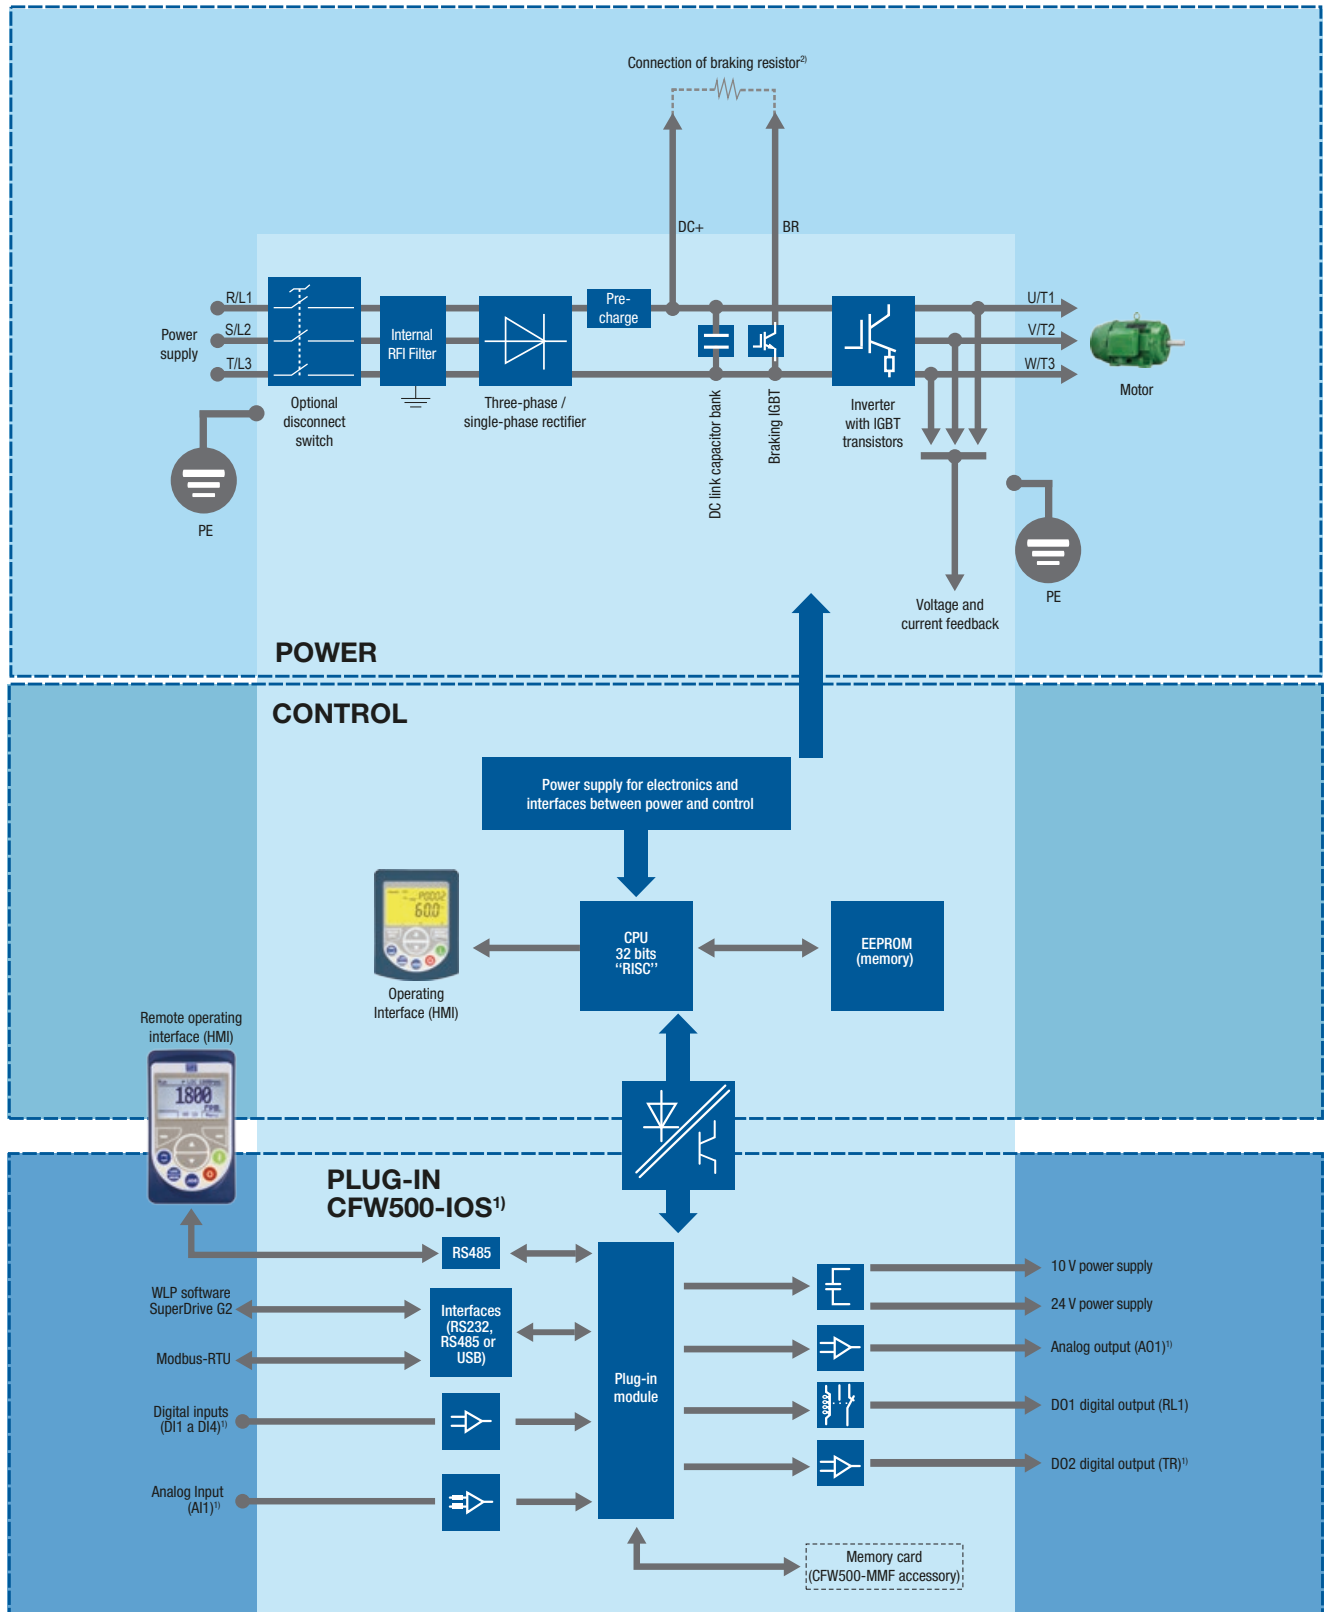 Connection of braking resistor²⁾
DC+
BR
Power
supply
R/L1
S/L2
T/L3
Internal
RFI Filter
Pre-
charge
U/T1
V/T2
W/T3
Motor
Optional
disconnect
switch
Three-phase /
single-phase rectifier
DC link capacitor bank
Braking IGBT
Inverter
with IGBT
transistors
PE
PE
Voltage and
current feedback
POWER
CONTROL
Power supply for electronics and
interfaces between power and control
P0002
60.0
CPU
32 bits
“RISC”
EEPROM
(memory)
Operating
Interface (HMI)
Remote operating
interface (HMI)
1800
PLUG-IN
CFW500-IOS¹⁾
RS485
WLP software
SuperDrive G2
Interfaces
(RS232,
RS485 or
USB)
Modbus-RTU
Digital inputs
(DI1 a DI4)¹⁾
Analog Input
(AI1)¹⁾
Plug-in
module
10 V power supply
24 V power supply
Analog output (AO1)¹⁾
DO1 digital output (RL1)
DO2 digital output (TR)¹⁾
Memory card
(CFW500-MMF accessory)